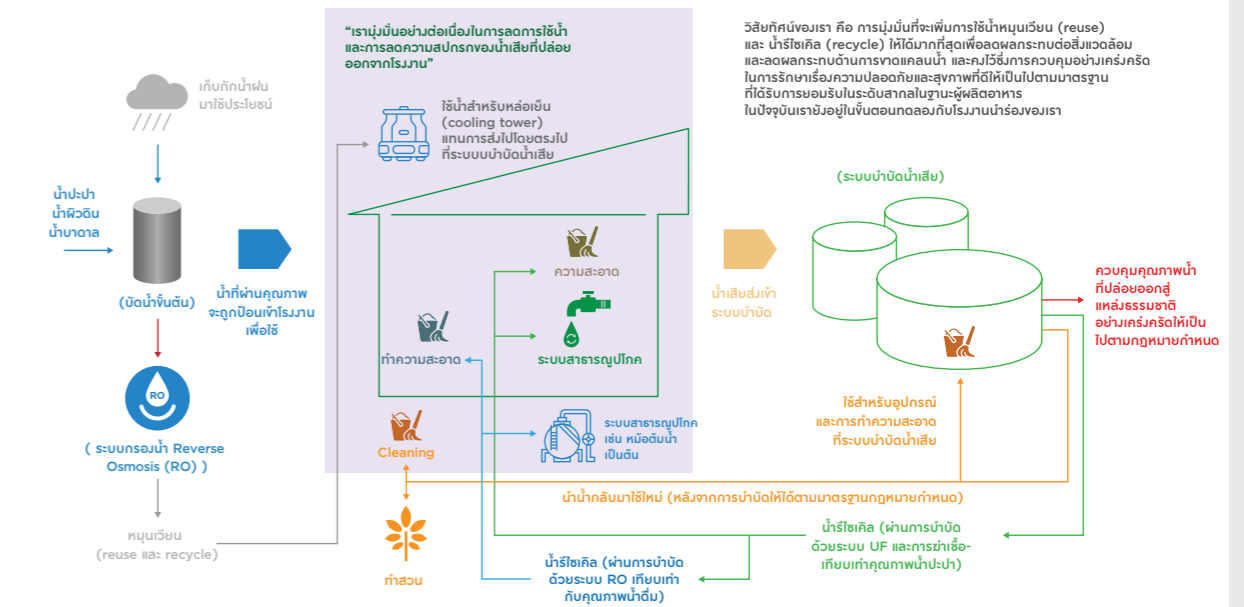 "เรามุ่งมั่นอย่างต่อเนื่องในการลดการใช้น้ำ
และการลดความสปกรกของน้ำเสียที่ปล่อย
ออกจากโรงงาน"
วิสัยทัศน์ของเรา คือ การมุ่งมั่นที่จะเพิ่มการใช้น้ำหมุนเวียน (reuse)
และ น้ำรีไซเคิล (recycle) ให้ได้มากที่สุดเพื่อลดผลกระทบต่อสิ่งแวดล้อม
และลดผลกระทบด้านการขาดแคลนน้ำ และคงไว้ซึ่งการควบคุมอย่างเคร่งครัด
ในการรักษาเรื่องความปลอดภัยและสุขภาพที่ดีให้เป็นไปตามมาตรฐาน
ที่ได้รับการยอมรับในระดับสากลในฐานะผู้ผลิตอาหาร
ในปัจจุบันเรายังอยู่ในขั้นตอนทดลองกับโรงงานนำร่องของเรา
เก็บกักน้ำฝน
มาใช้ประโยชน์
ใช้น้ำสำหรับหล่อเย็น
(cooling tower)
แทนการส่งไปโดยตรงไป
ที่ระบบบำบัดน้ำเสีย
น้ำปะปา
น้ำผิวดิน
น้ำบาดาล
(บัดน้ำขั้นต้น)
น้ำที่ผ่านคุณภาพ
จะถูกป้อนเข้าโรงงาน
เพื่อใช้
ความสะอาด
ทำความสะอาด
ระบบสาธารณูปโภค
น้ำเสียส่งเข้า
ระบบบำบัด
(ระบบบำบัดน้ำเสีย)
ควบคุมคุณภาพน้ำ
ที่ปล่อยออกสู่
แหล่งธรรมชาติ
อย่างเคร่งครัดให้เป็น
ไปตามกฎหมายกำหนด
RO
( ระบบกรองน้ำ Reverse
Osmosis (RO) )
Cleaning
ระบบสาธารณูปโภค
เช่น หม้อต้มน้ำ
เป็นต้น
ใช้สำหรับอุปกรณ์
และการทำความสะอาด
ที่ระบบบำบัดน้ำเสีย
นำน้ำกลับมาใช้ใหม่ (หลังจากการบำบัดให้ได้ตามมาตรฐานกฎหมายกำหนด)
หมุนเวียน
(reuse และ recycle)
ทำสวน
น้ำรีไซเคิล (ผ่านการบำบัด
ด้วยระบบ RO เทียบเท่า
กับคุณภาพน้ำดื่ม)
น้ำรีไซเคิล (ผ่านการบำบัด
ด้วยระบบ UF และการฆ่าเชื้อ-
เทียบเท่าคุณภาพน้ำปะปา)